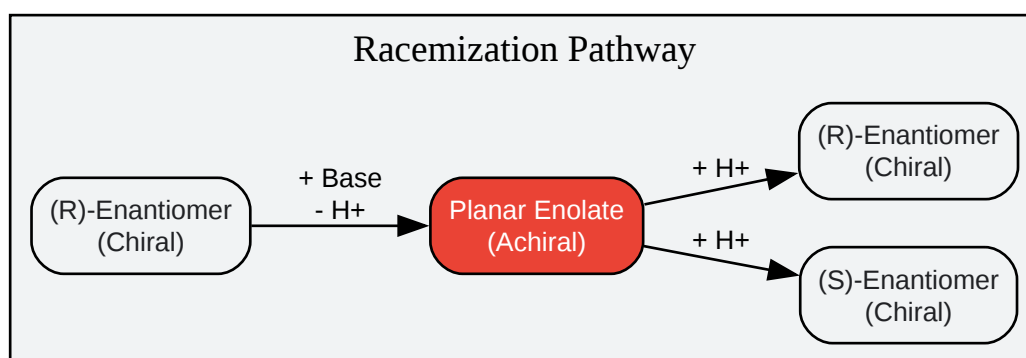 Racemization Pathway
(R)-Enantiomer
(Chiral)
+ Base
- H+
Planar Enolate
(Achiral)
+ H+
(R)-Enantiomer
(Chiral)
+ H+
(S)-Enantiomer
(Chiral)